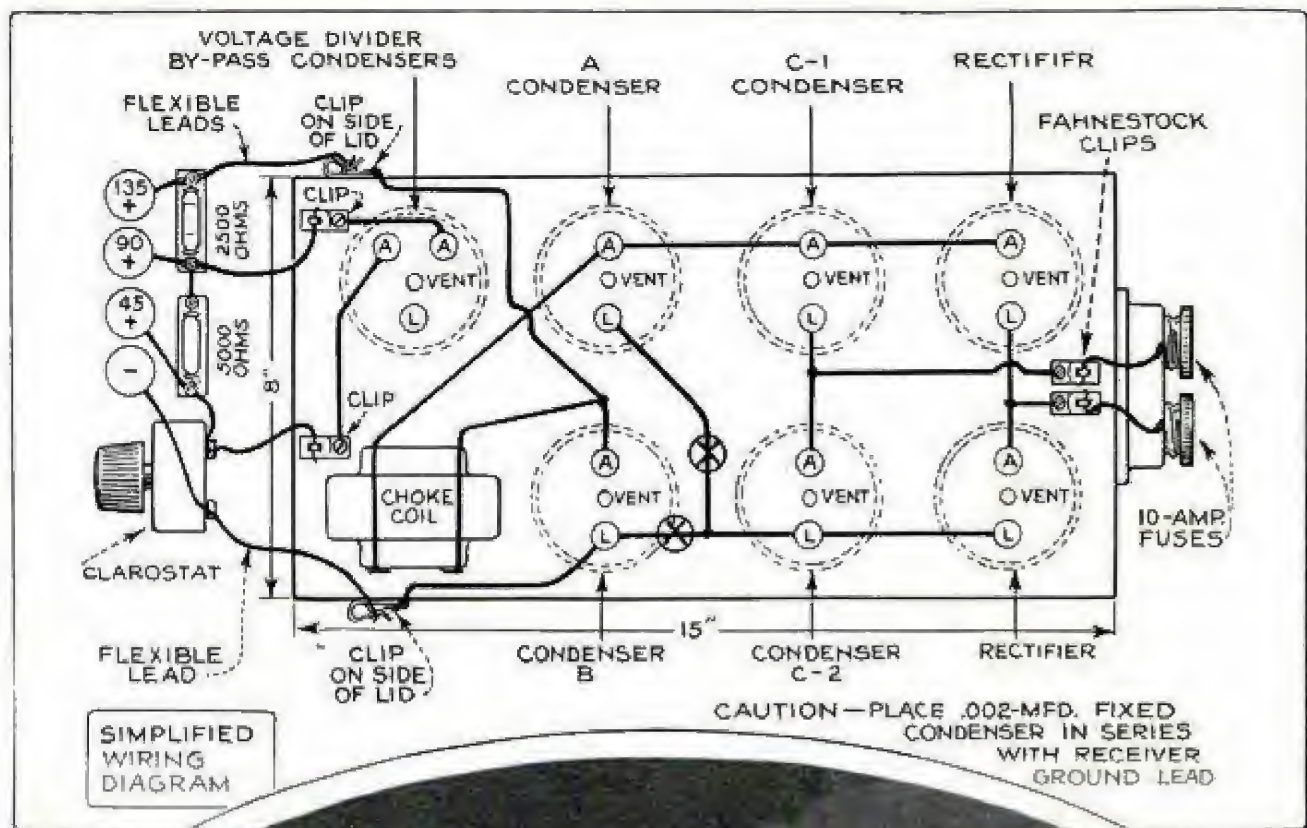 VOLTAGE DIVIDER
BY-PASS CONDENSERS
A
CONDENSER
C-1
CONDENSER
RECTIFIFR
FLEXIBLE
LEADS
CLIP
ON SIDE
OF LID
FAHNESTOCK
CLIPS
135
+
90
+
45
+
−
2500
OHMS
5000
OHMS
8"
CLIP
A
A
VENT
L
A
VENT
L
A
VENT
L
A
VENT
L
CLIP
CHOKE
COIL
A
VENT
L
A
VENT
L
A
VENT
L
10-AMP.
FUSES
CLAROSTAT
15"
FLEXIBLE
LEAD
CLIP
ON SIDE
OF LID
CONDENSER
B
CONDENSER
C-2
RECTIFIER
SIMPLIFIED
WIRING
DIAGRAM
CAUTION—PLACE .002-MFD. FIXED
CONDENSER IN SERIES
WITH RECEIVER
GROUND LEAD